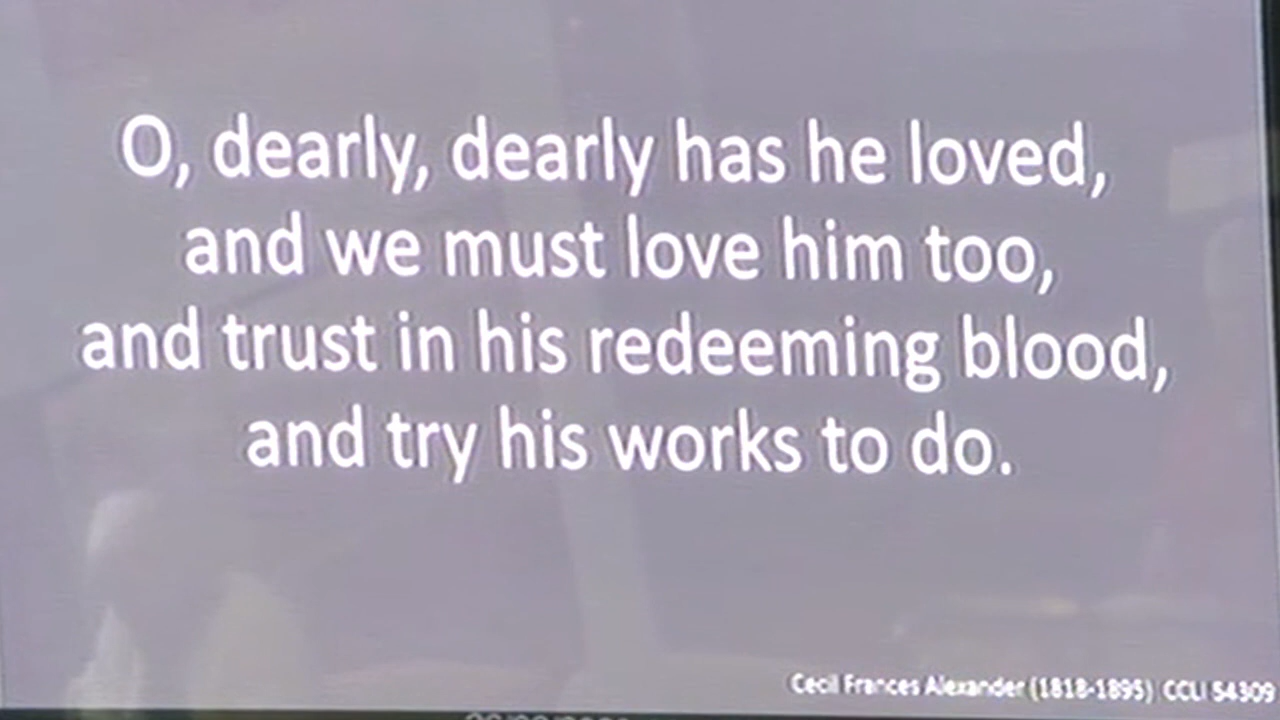 O, dearly, dearly has he loved,
and we must love him too,
and trust in his redeeming blood,
and try his works to do.
Cecil Frances Alexander (1818-1895) CCLI 54309